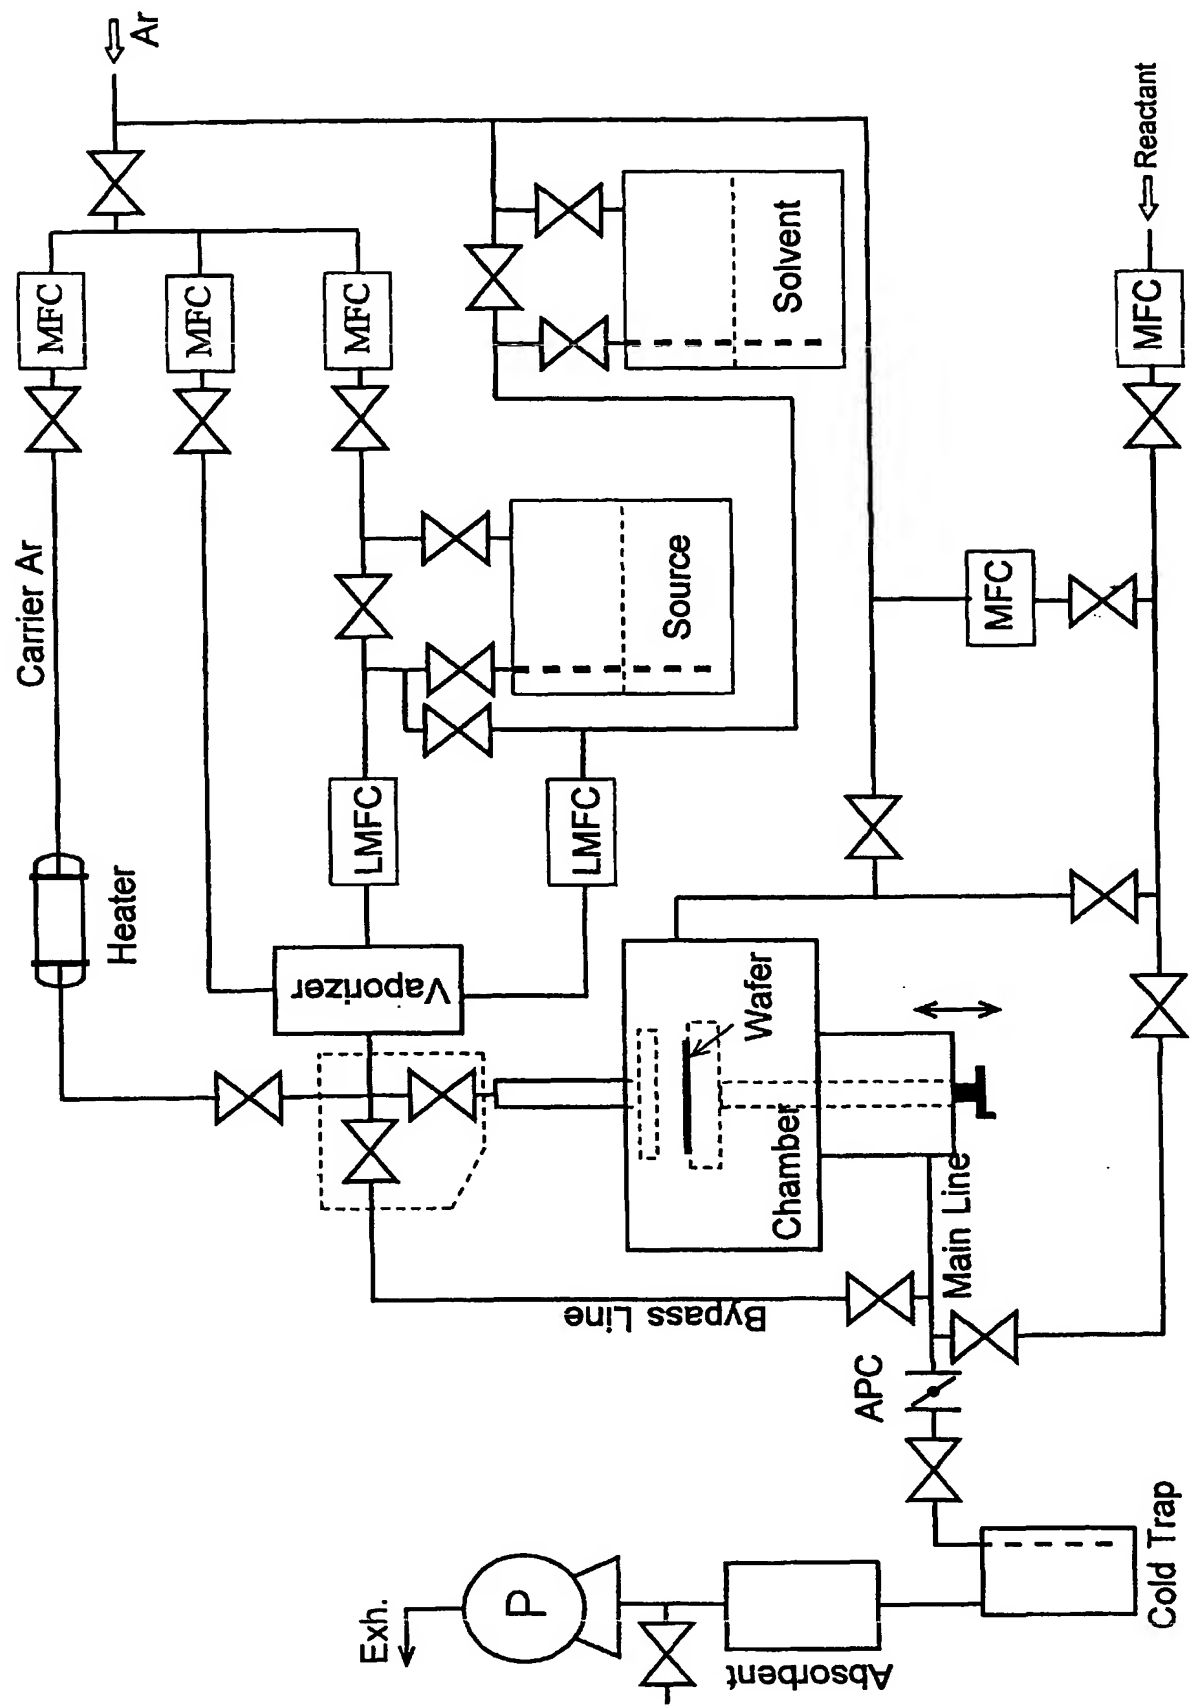 Ar
MFC
MFC
MFC
Carrier Ar
Heater
Solvent
Source
LMFC
LMFC
Vaporizer
Reactant
MFC
MFC
Wafer
Chamber
Main Line
Bypass Line
APC
Cold Trap
Absorbent
P
Exh.